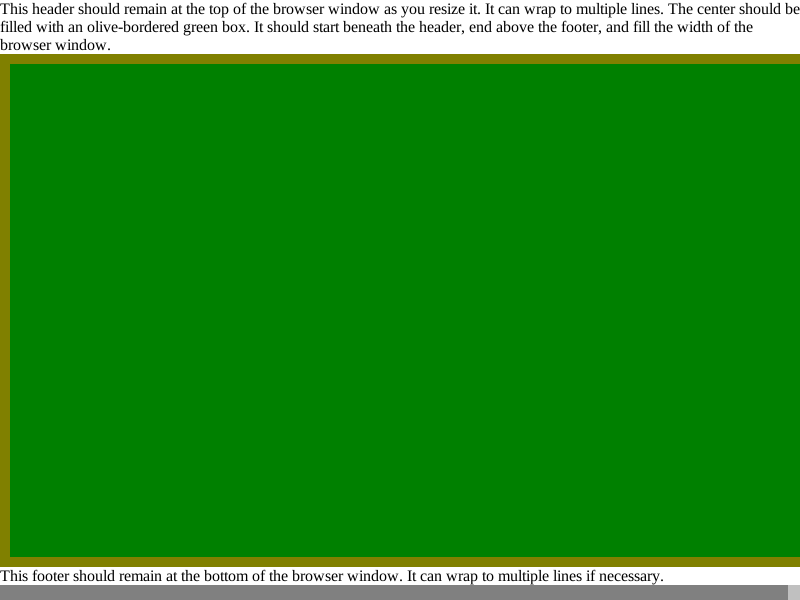 This header should remain at the top of the browser window as you resize it. It can wrap to multiple lines. The center should be
filled with an olive-bordered green box. It should start beneath the header, end above the footer, and fill the width of the
browser window.
This footer should remain at the bottom of the browser window. It can wrap to multiple lines if necessary.